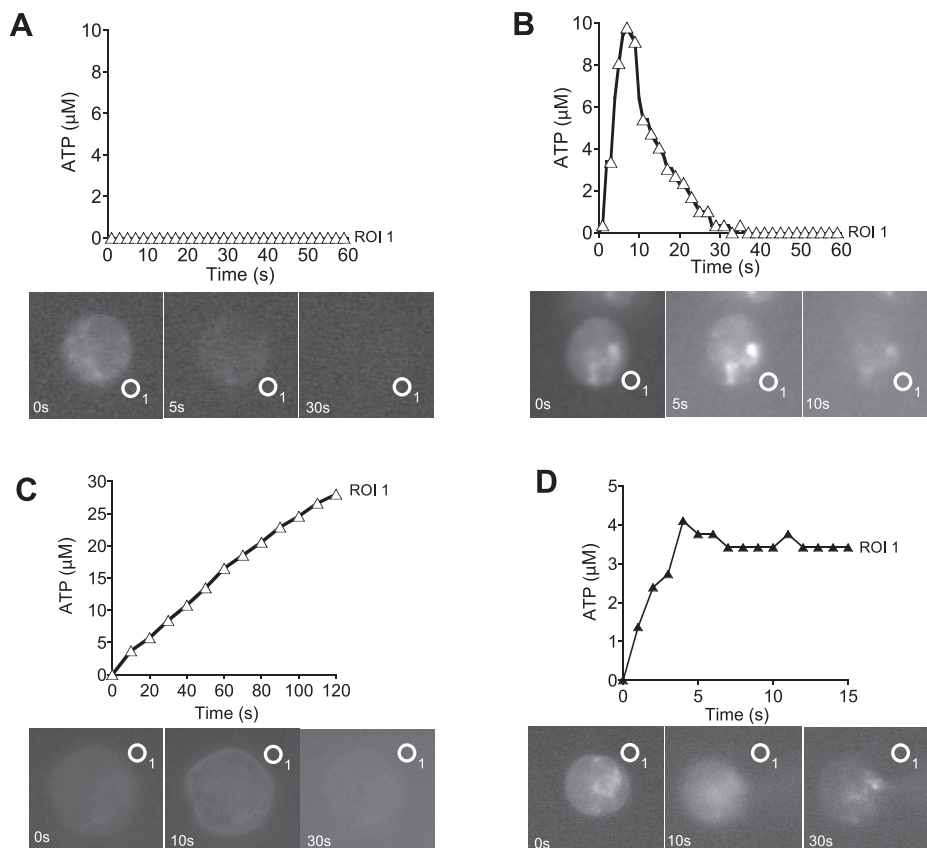 A
10
8
6
4
2
0
ATP (µM)
0 10 20 30 40 50 60
Time (s)
ROI 1
1 1 1
0s 5s 30s
B
10
8
6
4
2
0
ATP (µM)
0 10 20 30 40 50 60
Time (s)
ROI 1
1 1 1
0s 5s 10s
C
30
25
20
15
10
5
0
ATP (µM)
0 20 40 60 80 100 120
Time (s)
ROI 1
1 1 1
0s 10s 30s
D
5
4
3
2
1
0
ATP (µM)
0 5 10 15
Time (s)
ROI 1
1 1 1
0s 10s 30s